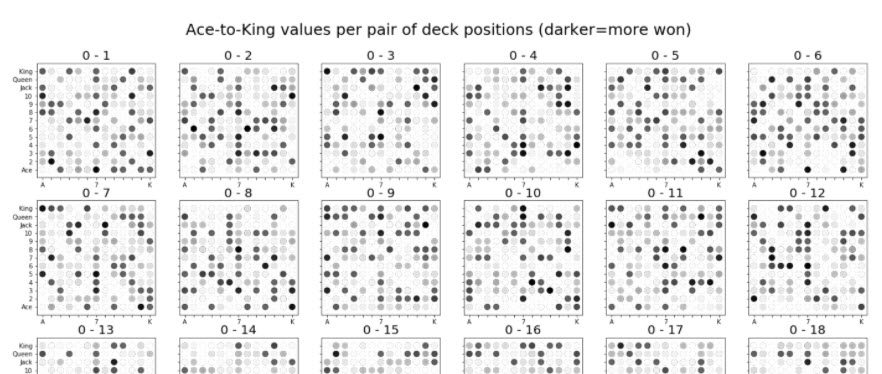 Ace-to-King values per pair of deck positions (darker=more won)
0 - 1 0 - 2 0 - 3 0 - 4 0 - 5 0 - 6
King
Queen
Jack
10
9
8
7
6
5
4
3
2
Ace
A 7 K A 7 K A 7 K A 7 K A 7 K A 7 K
0 - 7 0 - 8 0 - 9 0 - 10 0 - 11 0 - 12
King
Queen
Jack
10
9
8
7
6
5
4
3
2
Ace
A 7 K A 7 K A 7 K A 7 K A 7 K A 7 K
0 - 13 0 - 14 0 - 15 0 - 16 0 - 17 0 - 18
King
Queen
Jack
10